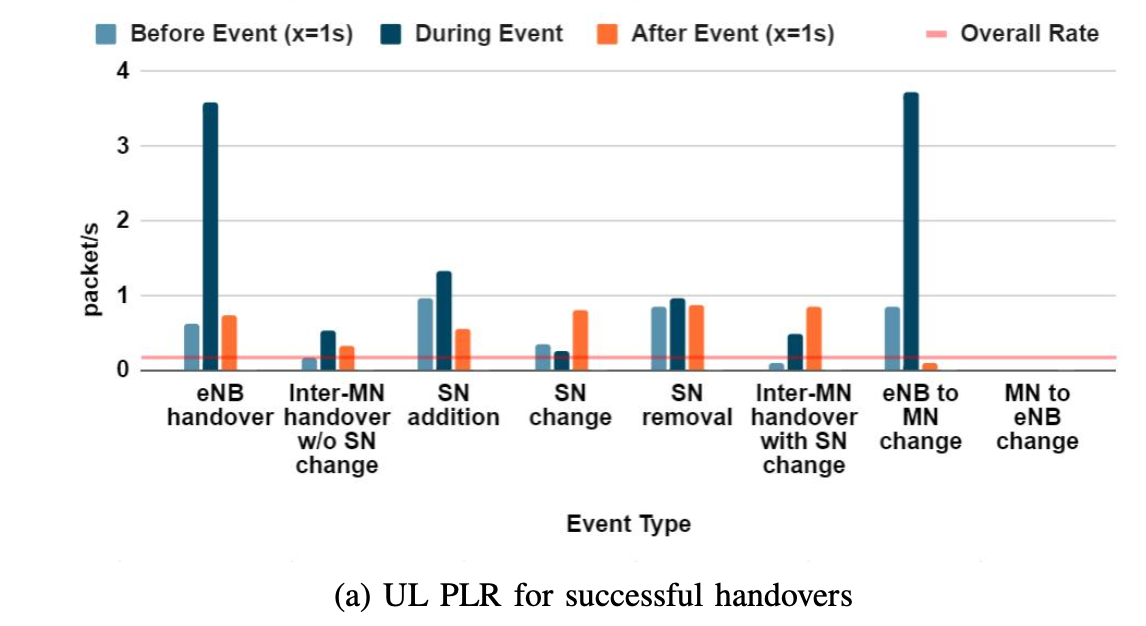 Before Event (x=1s) During Event After Event (x=1s) Overall Rate
4
3
2
1
0
packet/s
eNB
handover
Inter-MN
handover
w/o SN
change
SN
addition
SN
change
SN
removal
Inter-MN
handover
with SN
change
eNB to
MN
change
MN to
eNB
change
Event Type
(a) UL PLR for successful handovers